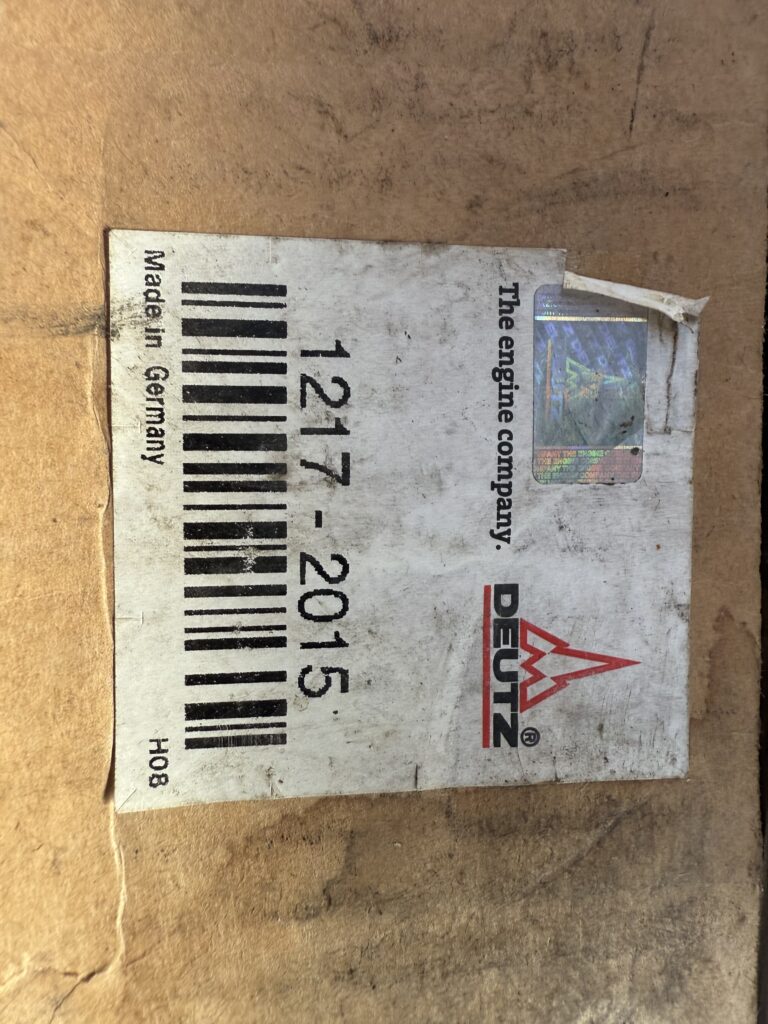 The engine company.
DEUTZ®
1217-2015
Made in Germany H08